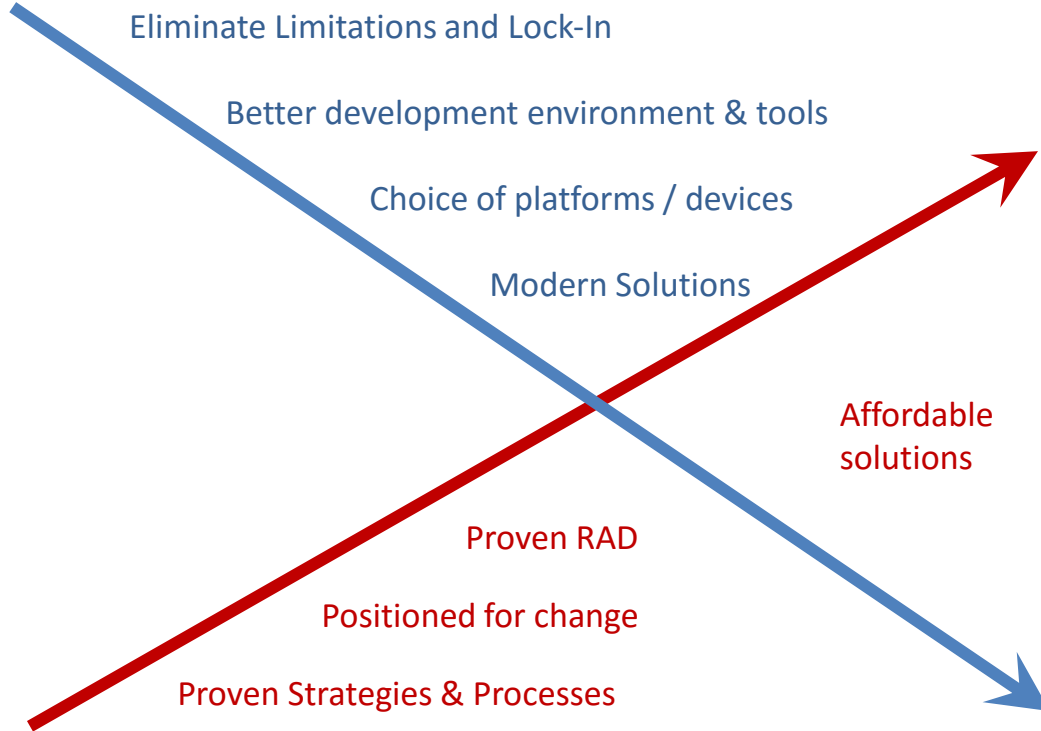 Eliminate Limitations and Lock-In
Better development environment & tools
Choice of platforms / devices
Modern Solutions
Affordable
solutions
Proven RAD
Positioned for change
Proven Strategies & Processes